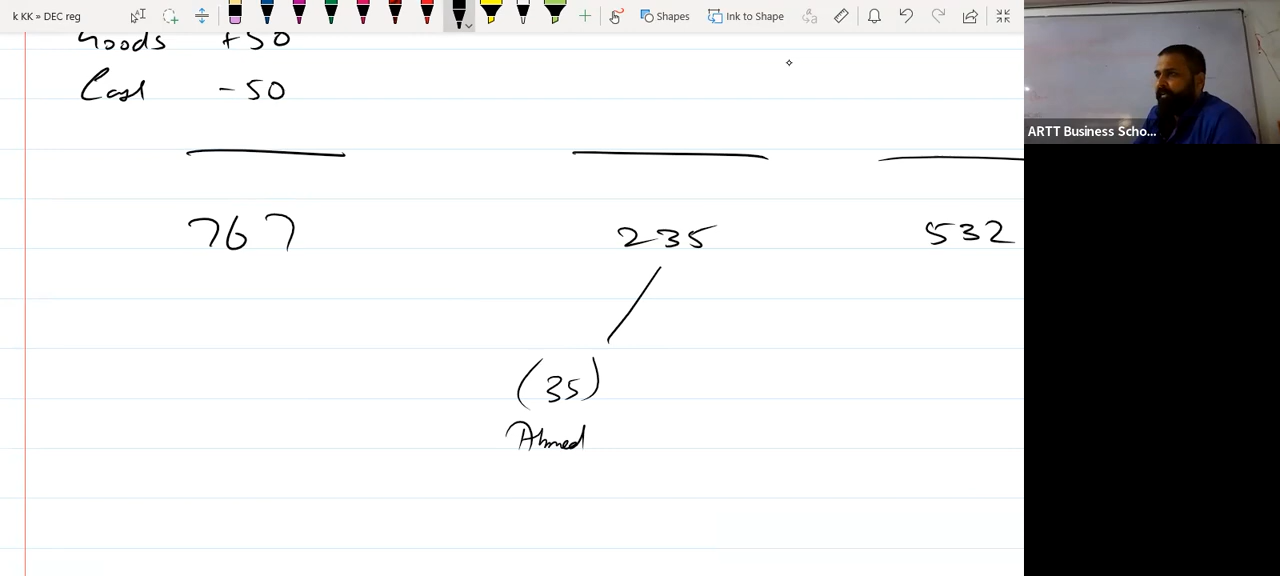 k KK » DEC reg
Shapes
Ink to Shape
Goods +50
Cash -50
ARTT Business Scho...
767 235 532
(35)
Ahmed